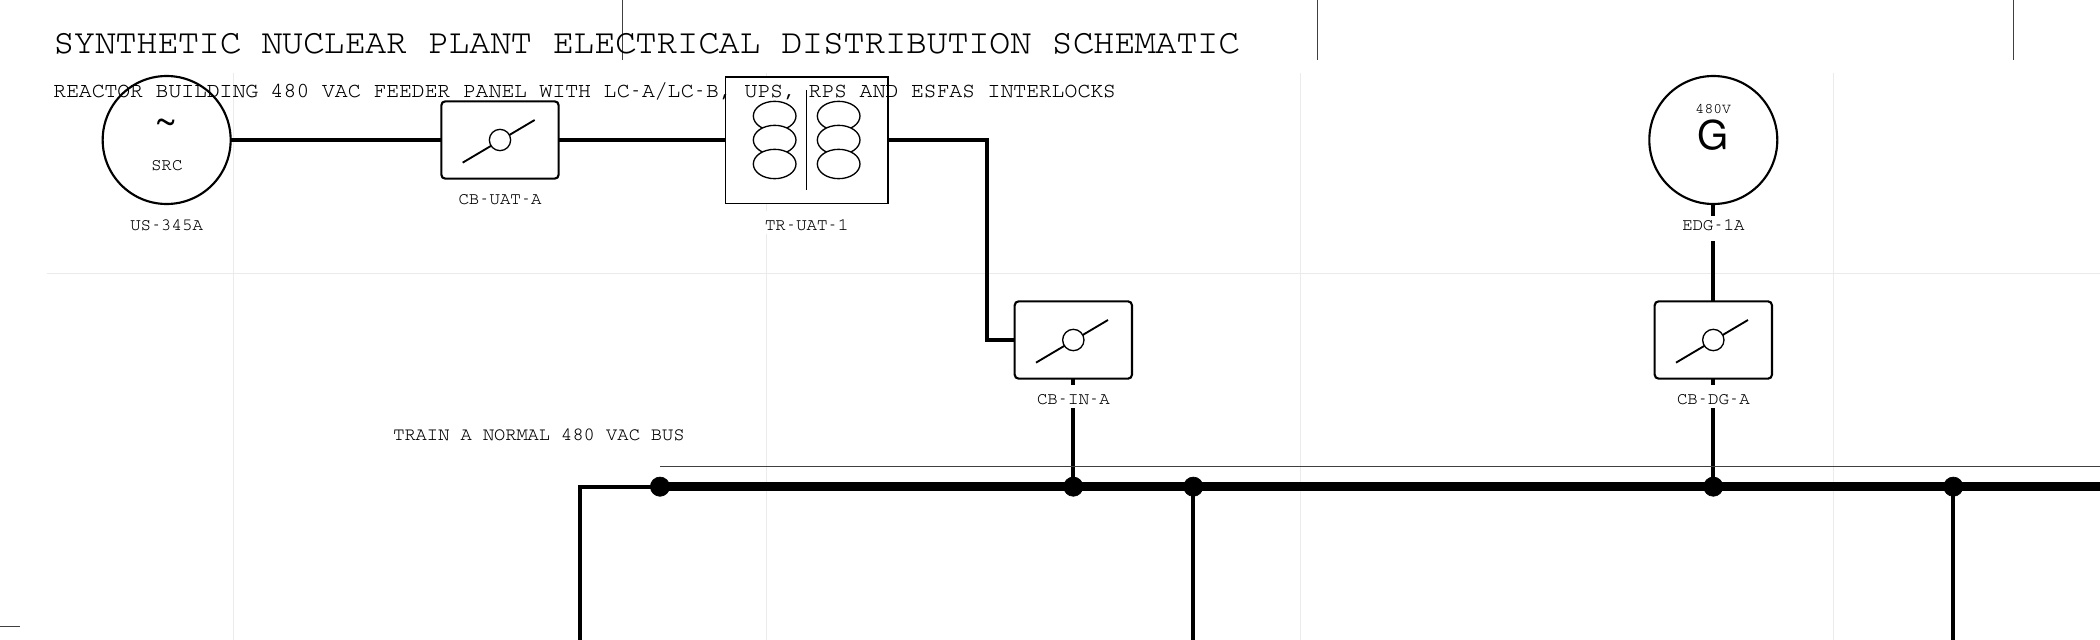 SYNTHETIC NUCLEAR PLANT ELECTRICAL DISTRIBUTION SCHEMATIC
REACTOR BUILDING 480 VAC FEEDER PANEL WITH LC-A/LC-B, UPS, RPS AND ESFAS INTERLOCKS
~
SRC
US-345A
CB-UAT-A
TR-UAT-1
480V
G
EDG-1A
CB-IN-A
CB-DG-A
TRAIN A NORMAL 480 VAC BUS